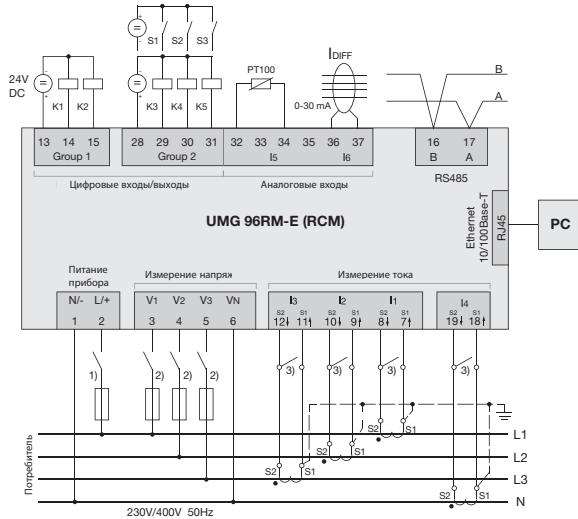 S1 S2 S3
24V
DC
K1 K2
K3 K4 K5
PT100
IDIFF
0-30 mA
B
A
13 14 15
Group 1
28 29 30 31
Group 2
32 33 34 35 36 37
I5 I6
16 17
B A
RS485
Цифровые входы/выходы
Аналоговые входы
UMG 96RM-E (RCM)
Ethernet
10/100Base-T
RJ45
PC
Питание
прибора
Измерение напряж
Измерение тока
N/- L/+
1 2
V1 V2 V3 VN
3 4 5 6
I3 I2 I1
S2 S1 S2 S1 S2 S1
12 11 10 9 8 7
I4
S2 S1
19 18
1) 2) 2) 2)
3) 3) 3) 3)
S2 S1
L1
S2 S1
L2
S2 S1
L3
S2 S1
N
Потребитель
230V/400V 50Hz